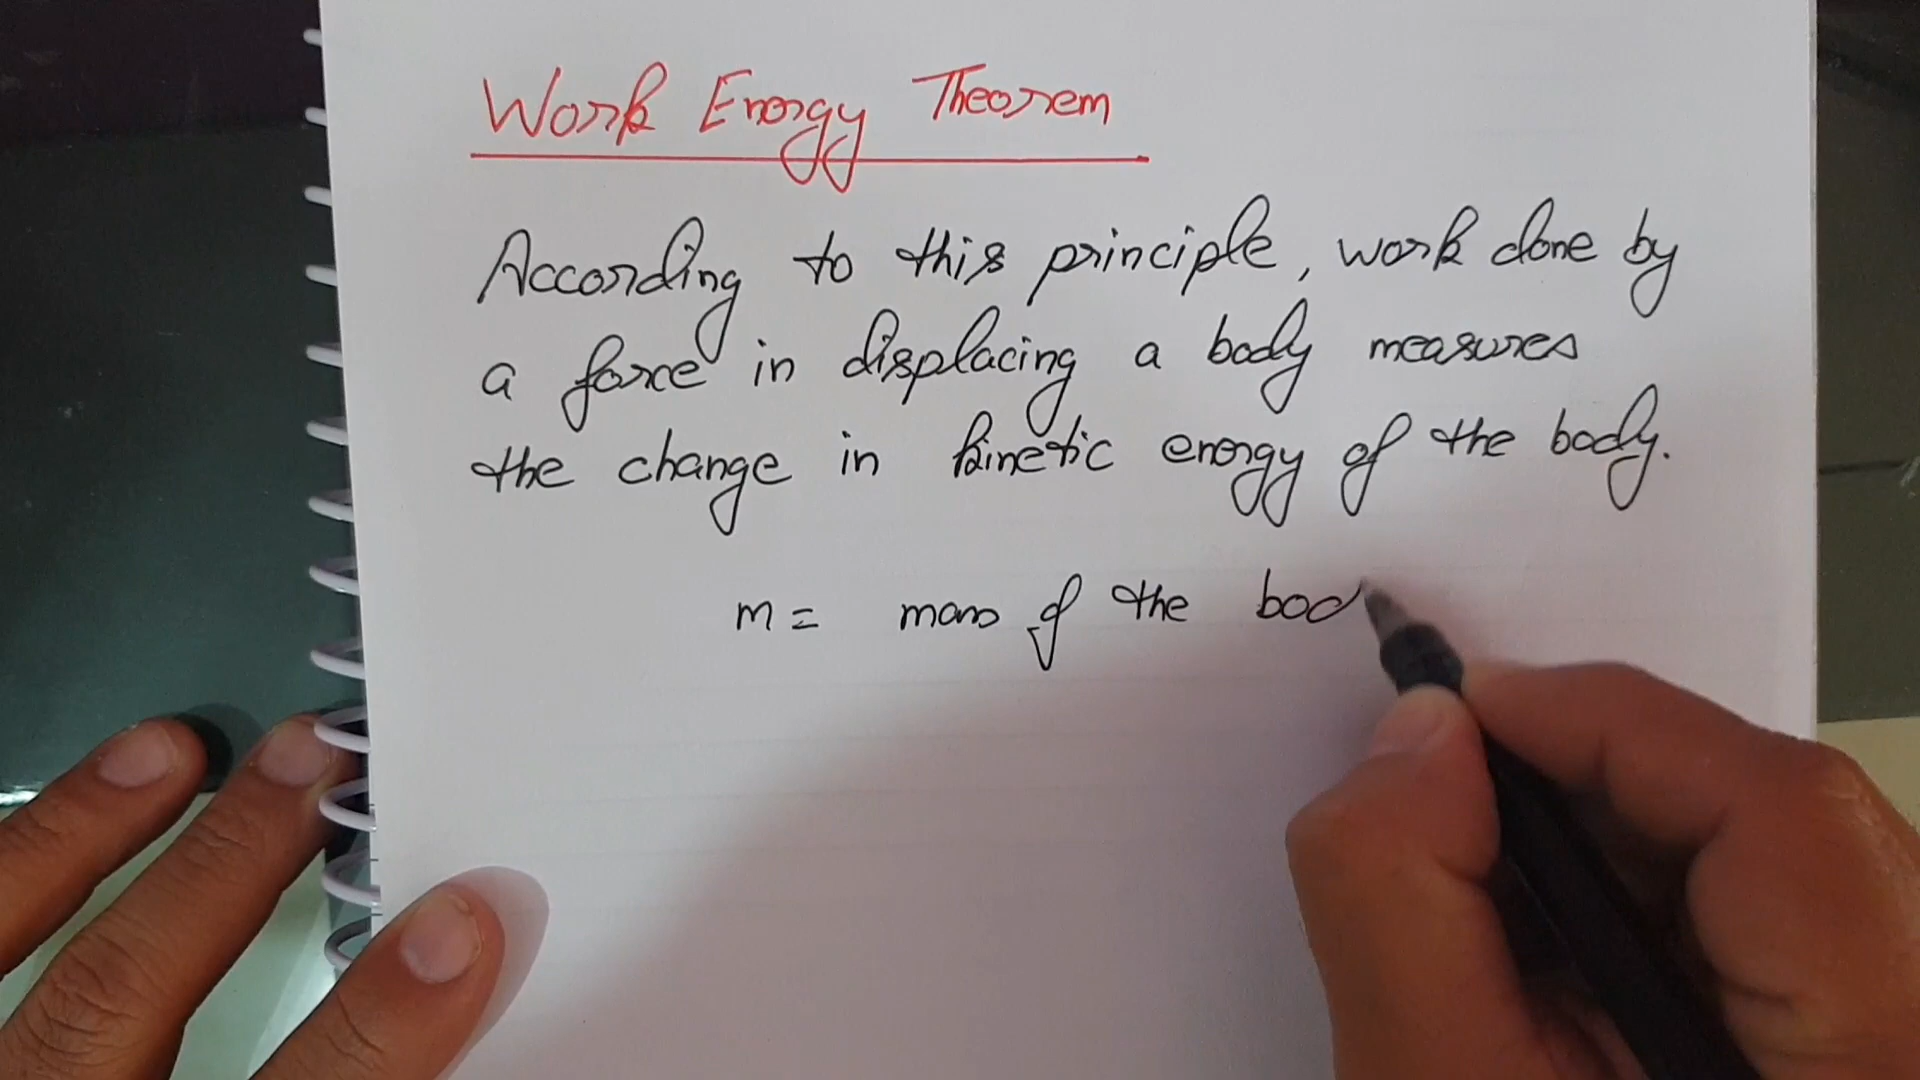 Work Energy Theorem
According to this principle, work done by
a force in displacing a body measures
the change in kinetic energy of the body.
m = mass of the bod